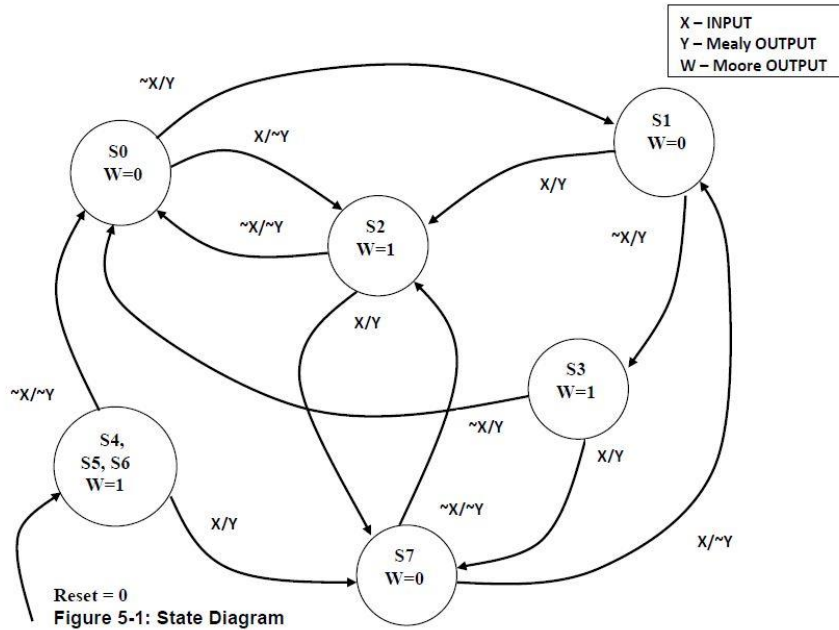 X – INPUT
Y – Mealy OUTPUT
W – Moore OUTPUT
~X/Y
S1
W=0
S0
W=0
X/~Y
X/Y
~X/~Y
S2
W=1
~X/Y
X/Y
S3
W=1
~X/~Y
~X/Y
S4,
S5, S6
W=1
X/Y
X/Y
~X/~Y
X/~Y
S7
W=0
Reset = 0
Figure 5-1: State Diagram